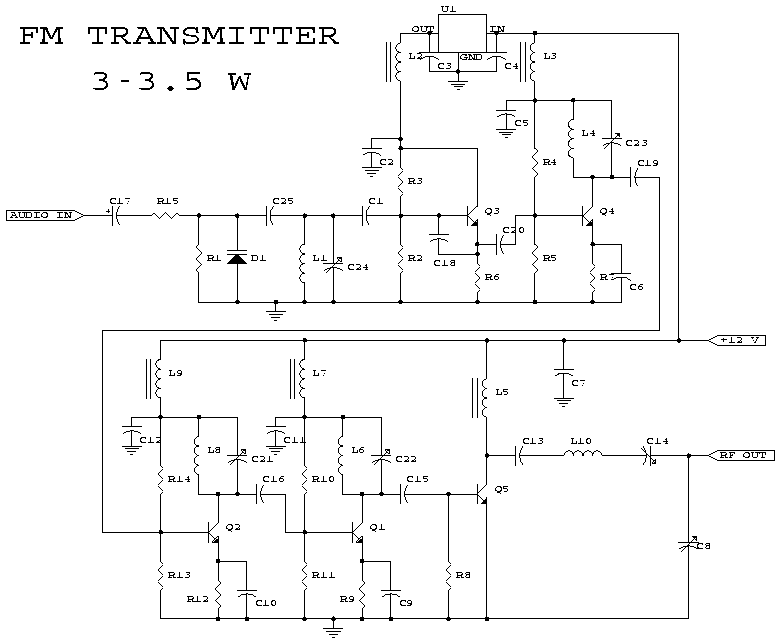 FM TRANSMITTER
3-3.5 W
U1
OUT
IN
GND
L2
C3
C4
L3
C5
L4
C23
C2
R3
R4
C19
C17
R15
C25
C1
Q3
Q4
AUDIO IN
C20
R1
D1
L1
C24
R2
C18
R6
R5
R7
C6
+12 V
L9
L7
L5
C7
C12
L8
C21
C11
L6
C22
C13
L10
C14
RF OUT
R14
C16
R10
C15
Q5
Q2
Q1
C8
R13
R12
C10
R11
R9
C9
R8